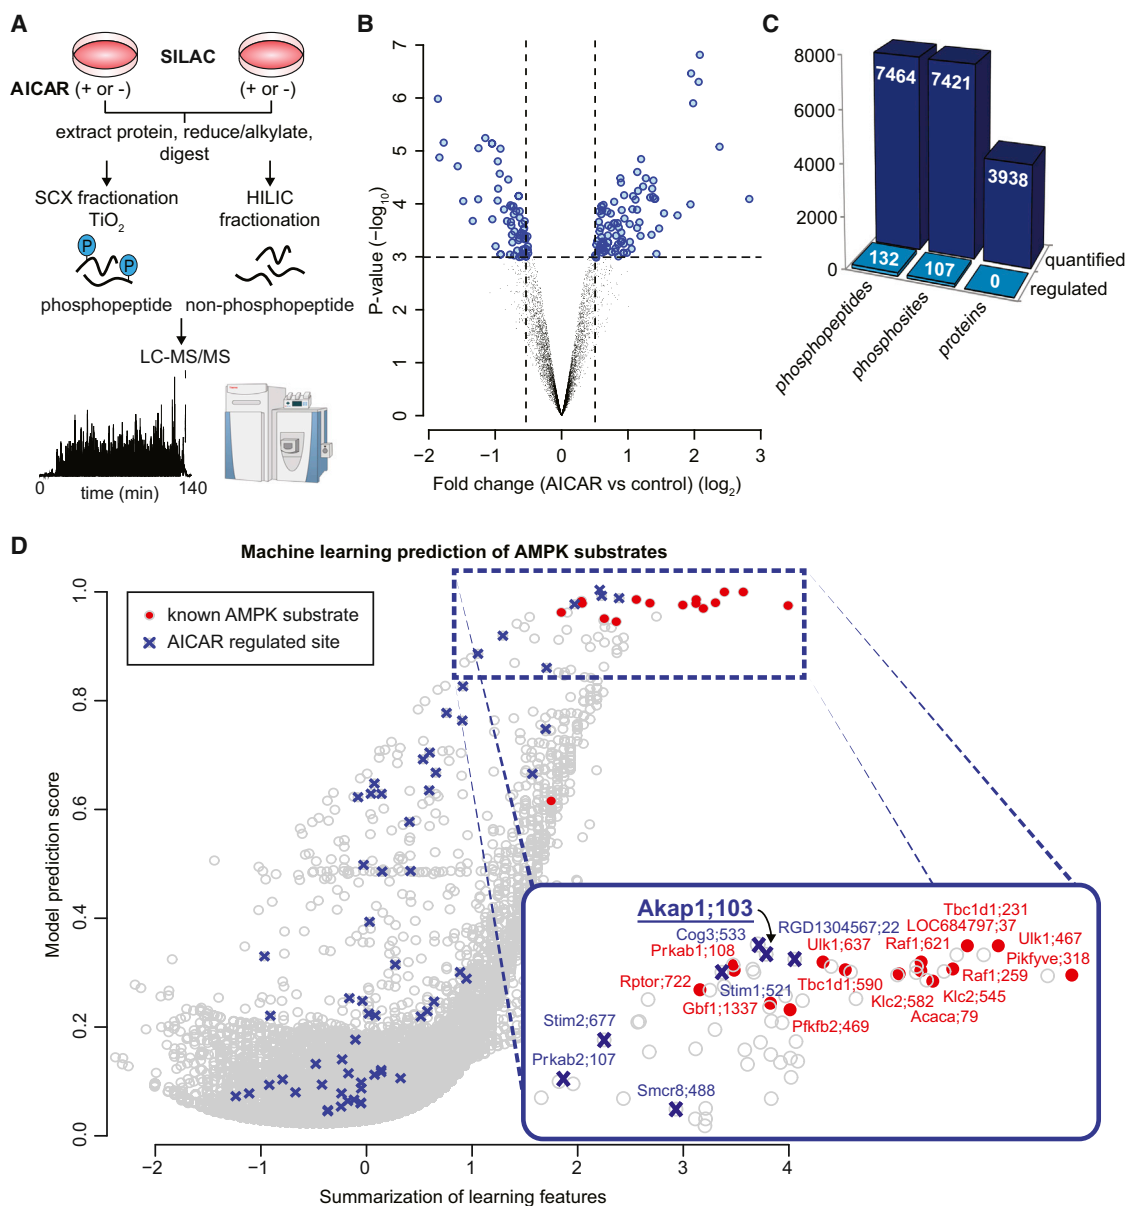 A
SILAC
AICAR (+ or -)
(+ or -)
extract protein, reduce/alkylate,
digest
SCX fractionation
TiO2
HILIC
fractionation
P
P
phosphopeptide
non-phosphopeptide
LC-MS/MS
0
time (min)
140
B
7
6
5
4
3
2
1
0
P-value (−log10)
−2
−1
0
1
2
3
Fold change (AICAR vs control) (log2)
C
8000
6000
4000
2000
0
7464
7421
3938
132
107
0
quantified
regulated
phosphopeptides
phosphosites
proteins
D
Machine learning prediction of AMPK substrates
known AMPK substrate
AICAR regulated site
1.0
0.8
0.6
0.4
0.2
0.0
Model prediction score
−2
−1
0
1
2
3
4
Summarization of learning features
Akap1;103
Tbc1d1;231
Cog3;533
RGD1304567;22
LOC684797;37
Prkab1;108
Ulk1;637
Raf1;621
Ulk1;467
Pikfyve;318
Rptor;722
Stim1;521
Tbc1d1;590
Raf1;259
Gbf1;1337
Klc2;582
Klc2;545
Acaca;79
Stim2;677
Pfkfb2;469
Prkab2;107
Smcr8;488